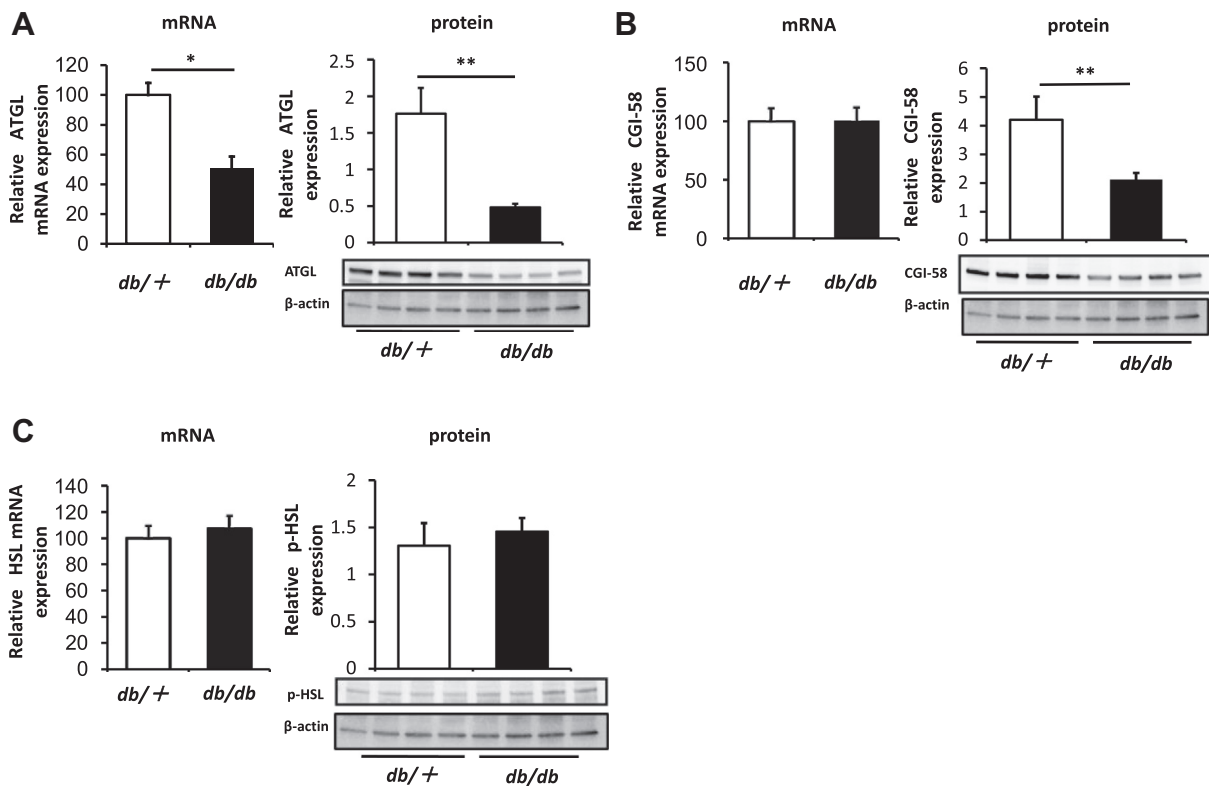 A
mRNA
protein
Relative ATGL
mRNA expression
120
100
80
60
40
20
0
*
db/+
db/db
Relative ATGL
expression
2.5
2
1.5
1
0.5
0
**
ATGL
β-actin
db/+
db/db
B
mRNA
protein
Relative CGI-58
mRNA expression
150
100
50
0
db/+
db/db
Relative CGI-58
expression
6
5
4
3
2
1
0
**
CGI-58
β-actin
db/+
db/db
C
mRNA
protein
Relative HSL mRNA
expression
140
120
100
80
60
40
20
0
db/+
db/db
Relative p-HSL
expression
2
1.5
1
0.5
0
p-HSL
β-actin
db/+
db/db